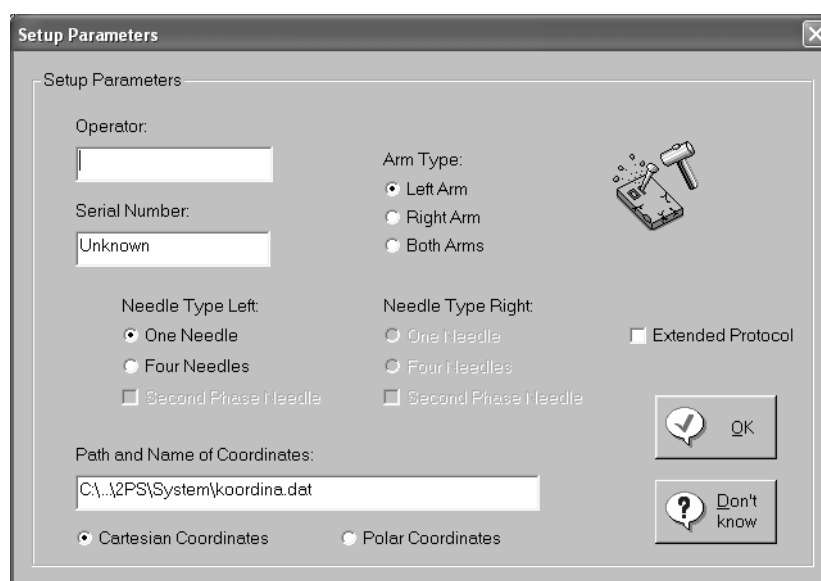 Setup Parameters
Setup Parameters
Operator:
Arm Type:
Left Arm
Serial Number:
Right Arm
Unknown
Both Arms
Needle Type Left:
Needle Type Right:
One Needle
One Needle
Extended Protocol
Four Needles
Four Needles
Second Phase Needle
Second Phase Needle
OK
Path and Name of Coordinates:
C:\..\2PS\System\koordina.dat
Don't
know
Cartesian Coordinates
Polar Coordinates